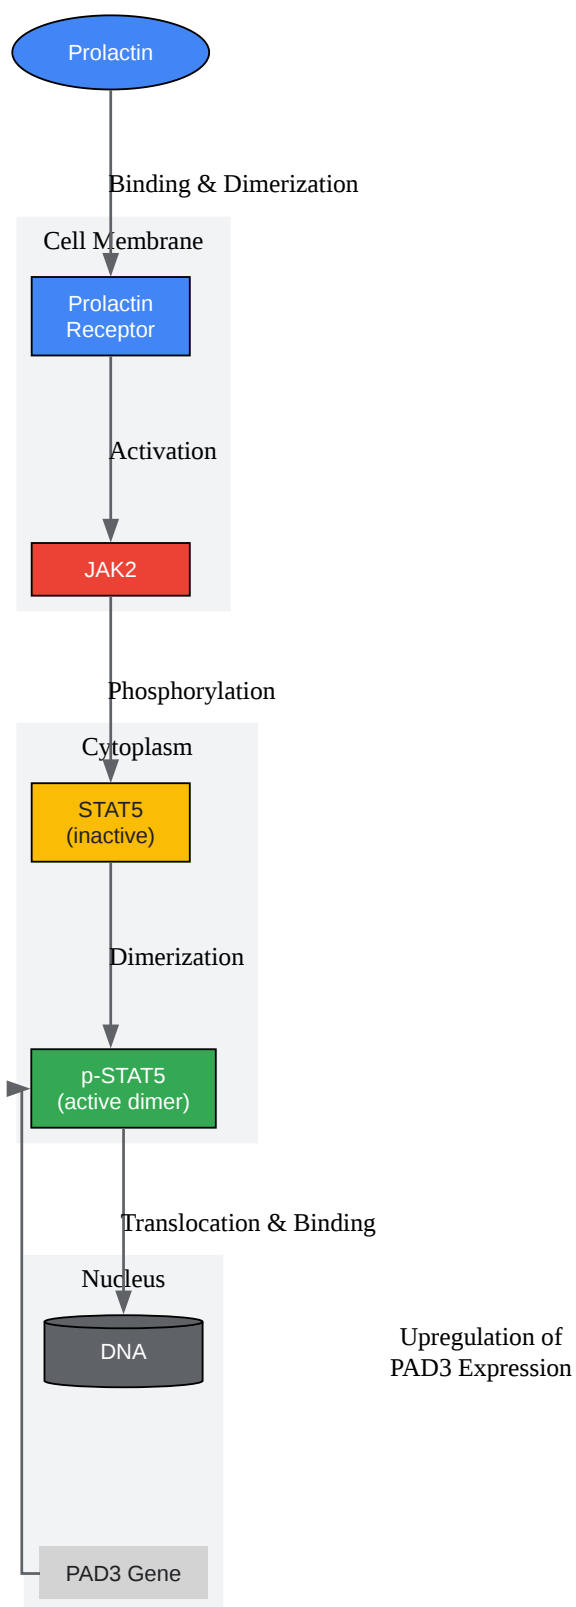 Prolactin
Binding & Dimerization
Cell Membrane
Prolactin
Receptor
Activation
JAK2
Phosphorylation
Cytoplasm
STAT5
(inactive)
Dimerization
p-STAT5
(active dimer)
Translocation & Binding
Nucleus
DNA
Upregulation of
PAD3 Expression
PAD3 Gene